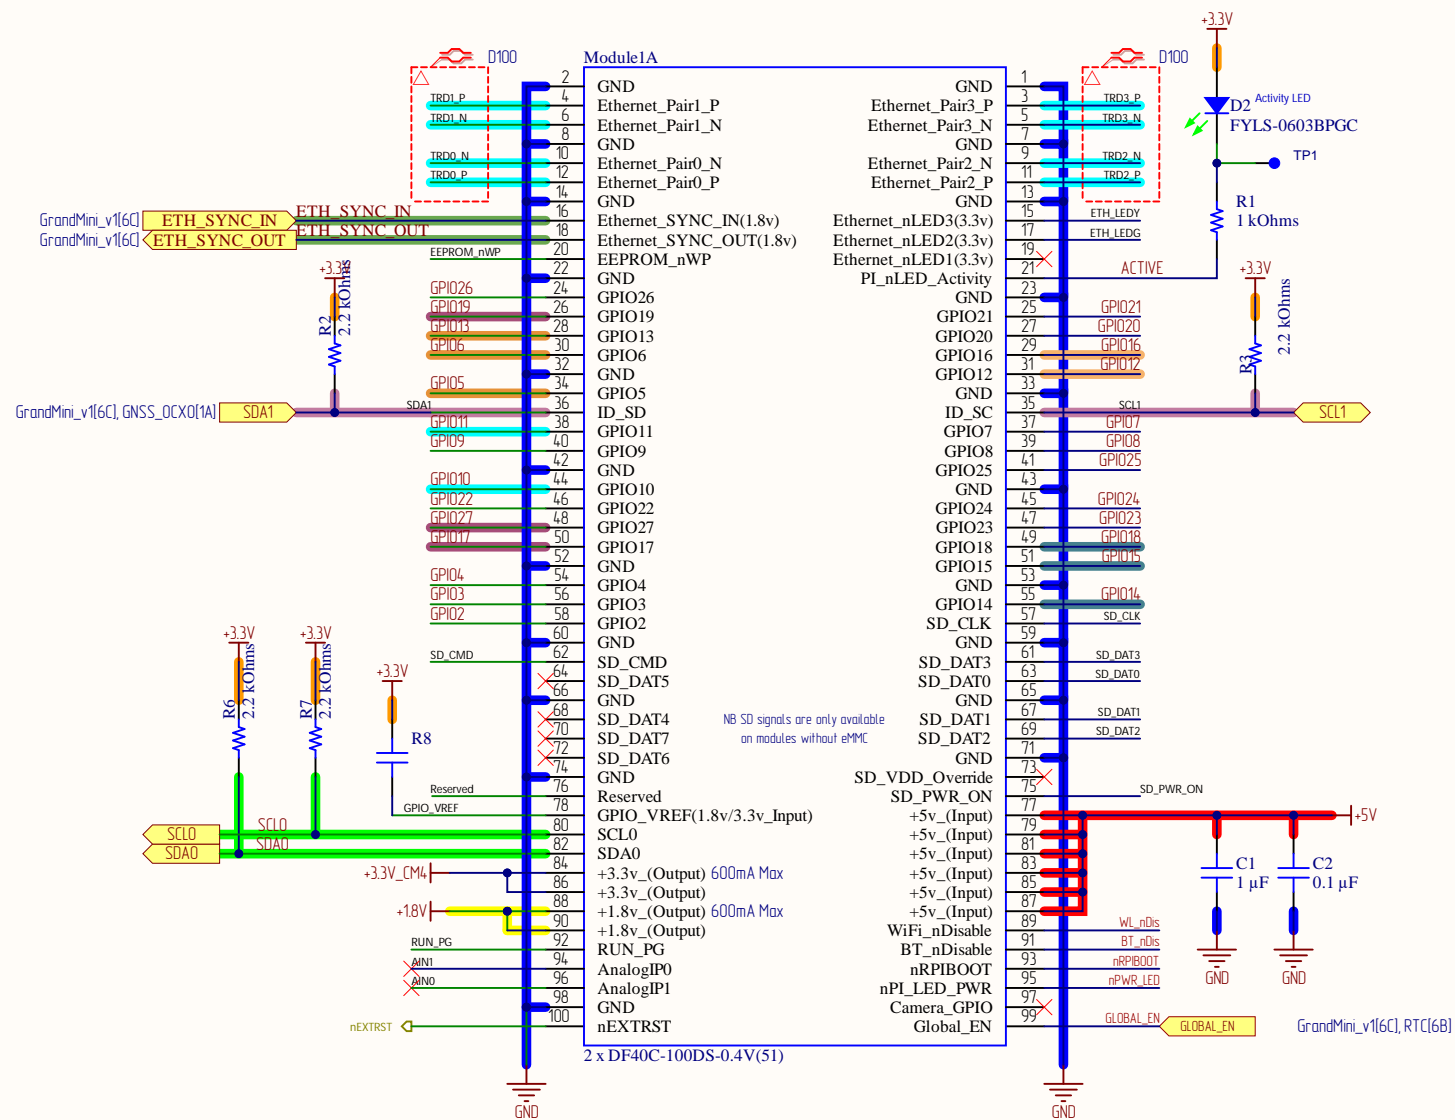 +3.3V
D100
Module1A
D100
D2 Activity LED
FYLS-0603BPGC
TP1
R1
1 kOhms
2 GND
GND 1
TRD1_P 4 Ethernet_Pair1_P
Ethernet_Pair3_P 3 TRD3_P
TRD1_N 6 Ethernet_Pair1_N
Ethernet_Pair3_N 5 TRD3_N
8 GND
GND 7
TRD0_N 10 Ethernet_Pair0_N
Ethernet_Pair2_N 9 TRD2_N
TRD0_P 12 Ethernet_Pair0_P
Ethernet_Pair2_P 11 TRD2_P
14 GND
GND 13
GrandMini_v1[6C] ETH_SYNC_IN ETH_SYNC_IN 16 Ethernet_SYNC_IN(1.8v)
Ethernet_nLED3(3.3v) 15 ETH_LEDY
GrandMini_v1[6C] ETH_SYNC_OUT ETH_SYNC_OUT 18 Ethernet_SYNC_OUT(1.8v)
Ethernet_nLED2(3.3v) 17 ETH_LEDG
EEPROM_nWP 20 EEPROM_nWP
Ethernet_nLED1(3.3v) 19
22 GND
PI_nLED_Activity 21 ACTIVE
GPIO26 24 GPIO26
GND 23
GPIO19 26 GPIO19
GPIO21 25 GPIO21
GPIO13 28 GPIO13
GPIO20 27 GPIO20
GPIO6 30 GPIO6
GPIO16 29 GPIO16
32 GND
GPIO12 31 GPIO12
GPIO5 34 GPIO5
GND 33
+3.3V
R2
2.2 kOhms
+3.3V
R3
2.2 kOhms
GrandMini_v1[6C], GNSS_OCXO[1A] SDA1 SDA1 36 ID_SD
ID_SC 35 SCL1 SCL1
GPIO11 38 GPIO11
GPIO7 37 GPIO7
GPIO9 40 GPIO9
GPIO8 39 GPIO8
42 GND
GPIO25 41 GPIO25
GPIO10 44 GPIO10
GND 43
GPIO22 46 GPIO22
GPIO24 45 GPIO24
GPIO27 48 GPIO27
GPIO23 47 GPIO23
GPIO17 50 GPIO17
GPIO18 49 GPIO18
52 GND
GPIO15 51 GPIO15
GPIO4 54 GPIO4
GND 53
GPIO3 56 GPIO3
GPIO14 55 GPIO14
GPIO2 58 GPIO2
SD_CLK 57 SD_CLK
60 GND
GND 59
SD_CMD 62 SD_CMD
SD_DAT3 61 SD_DAT3
64 SD_DAT5
SD_DAT0 63 SD_DAT0
66 GND
GND 65
68 SD_DAT4
SD_DAT1 67 SD_DAT1
70 SD_DAT7
SD_DAT2 69 SD_DAT2
72 SD_DAT6
GND 71
NB SD signals are only available
on modules without eMMC
74 GND
SD_VDD_Override 73
+3.3V
R6
2.2 kOhms
+3.3V
R7
2.2 kOhms
+3.3V
R8
Reserved 76 Reserved
SD_PWR_ON 75 SD_PWR_ON
GPIO_VREF 78 GPIO_VREF(1.8v/3.3v_Input)
+5v_(Input) 77 +5V
SCL0 SCL0 80 SCL0
+5v_(Input) 79
SDA0 SDA0 82 SDA0
+5v_(Input) 81
+3.3V_CM4 84 +3.3v_(Output) 600mA Max
+5v_(Input) 83
86 +3.3v_(Output)
+5v_(Input) 85
+1.8V 88 +1.8v_(Output) 600mA Max
+5v_(Input) 87
C1
1 µF
C2
0.1 µF
90 +1.8v_(Output)
WiFi_nDisable 89 WL_nDis
RUN_PG 92 RUN_PG
BT_nDisable 91 BT_nDis
AIN1 94 AnalogIP0
nRPIBOOT 93 nRPIBOOT
AIN0 96 AnalogIP1
nPI_LED_PWR 95 nPWR_LED
GND
GND
98 GND
Camera_GPIO 97
nEXTRST 100 nEXTRST
Global_EN 99 GLOBAL_EN GLOBAL_EN GrandMini_v1[6C], RTC[6B]
2 x DF40C-100DS-0.4V(51)
GND
GND